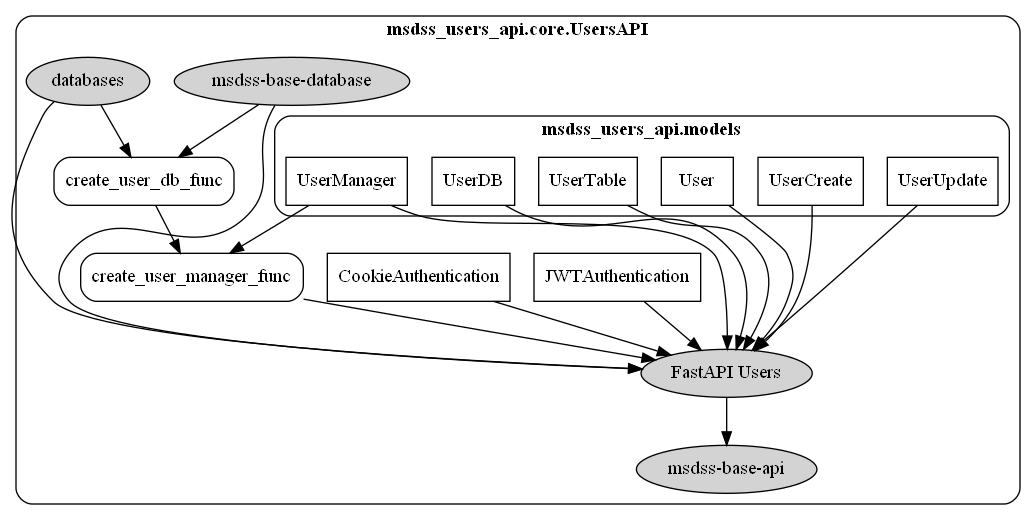 msdss_users_api.core.UsersAPI
databases
msdss-base-database
msdss_users_api.models
create_user_db_func
UserManager
UserDB
UserTable
User
UserCreate
UserUpdate
create_user_manager_func
CookieAuthentication
JWTAuthentication
FastAPI Users
msdss-base-api